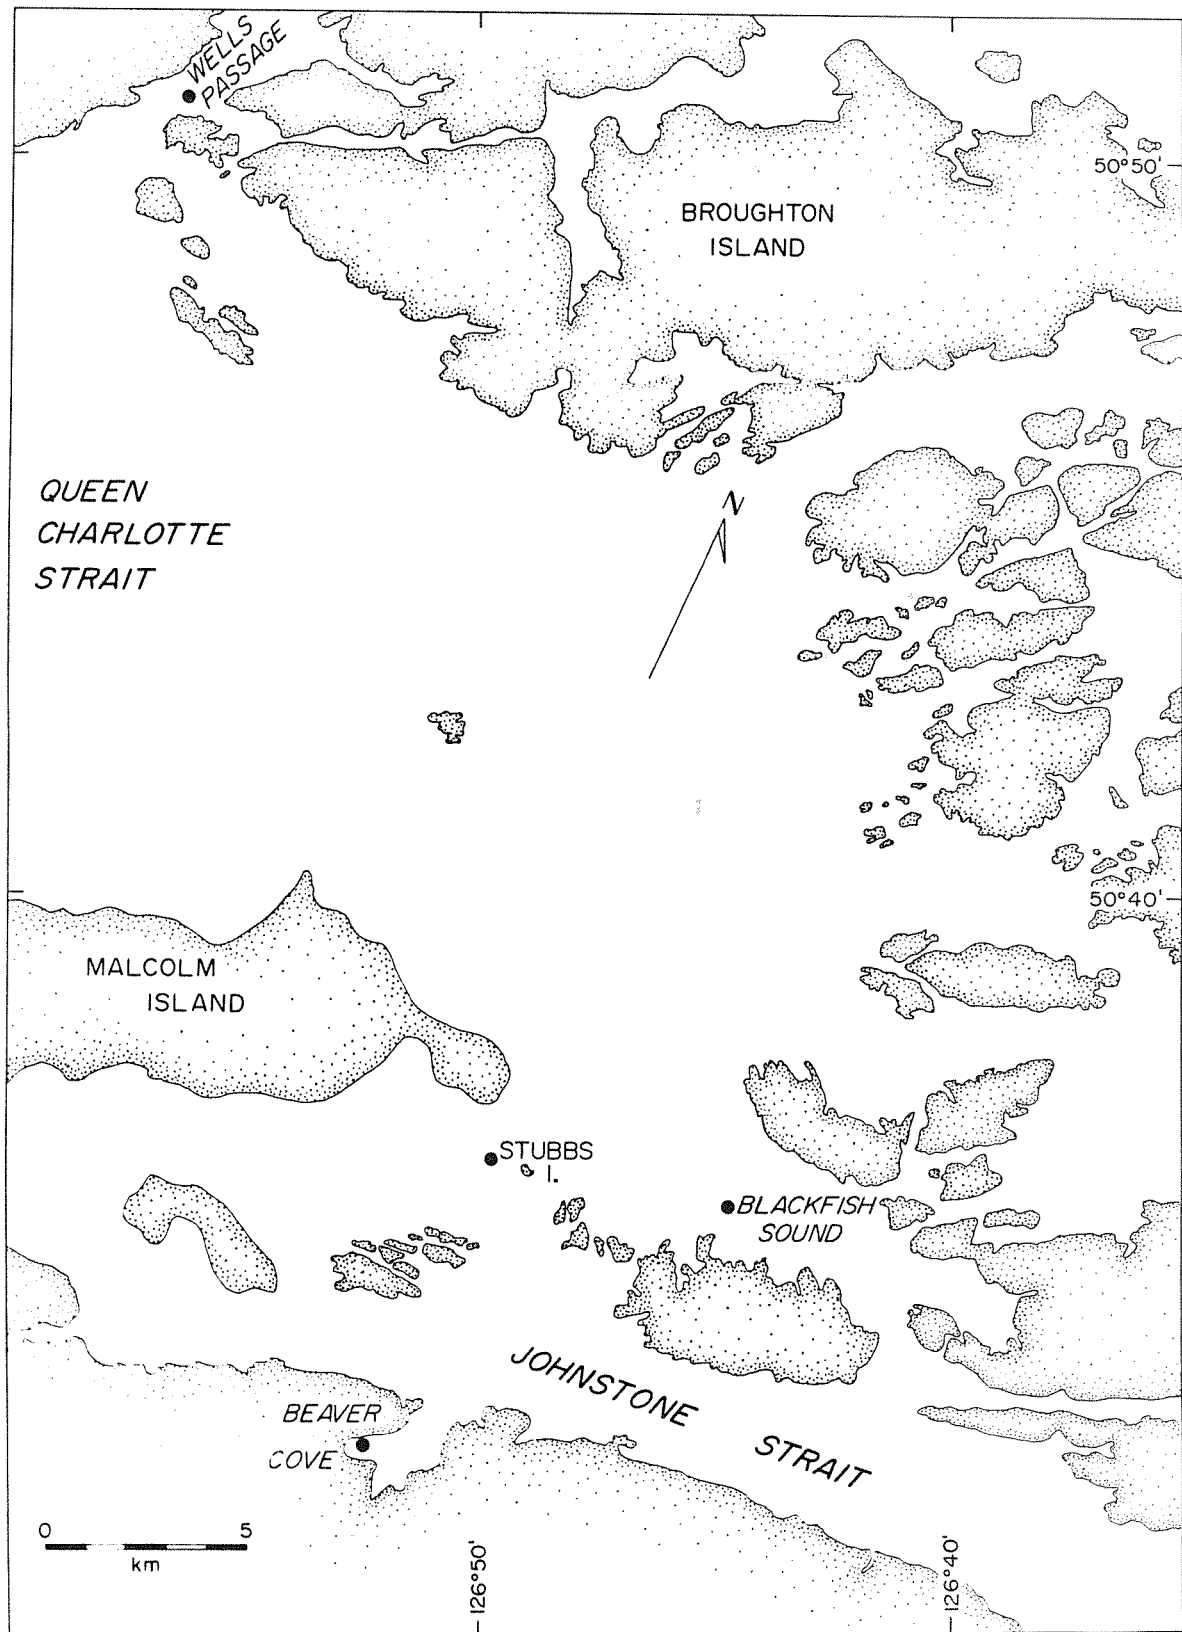 WELLS
PASSAGE
50°50'
BROUGHTON
ISLAND
QUEEN
CHARLOTTE
STRAIT
N
50°40'
MALCOLM
ISLAND
STUBBS
I.
BLACKFISH
SOUND
JOHNSTONE
STRAIT
BEAVER
COVE
0 5
km
126°50'
126°40'